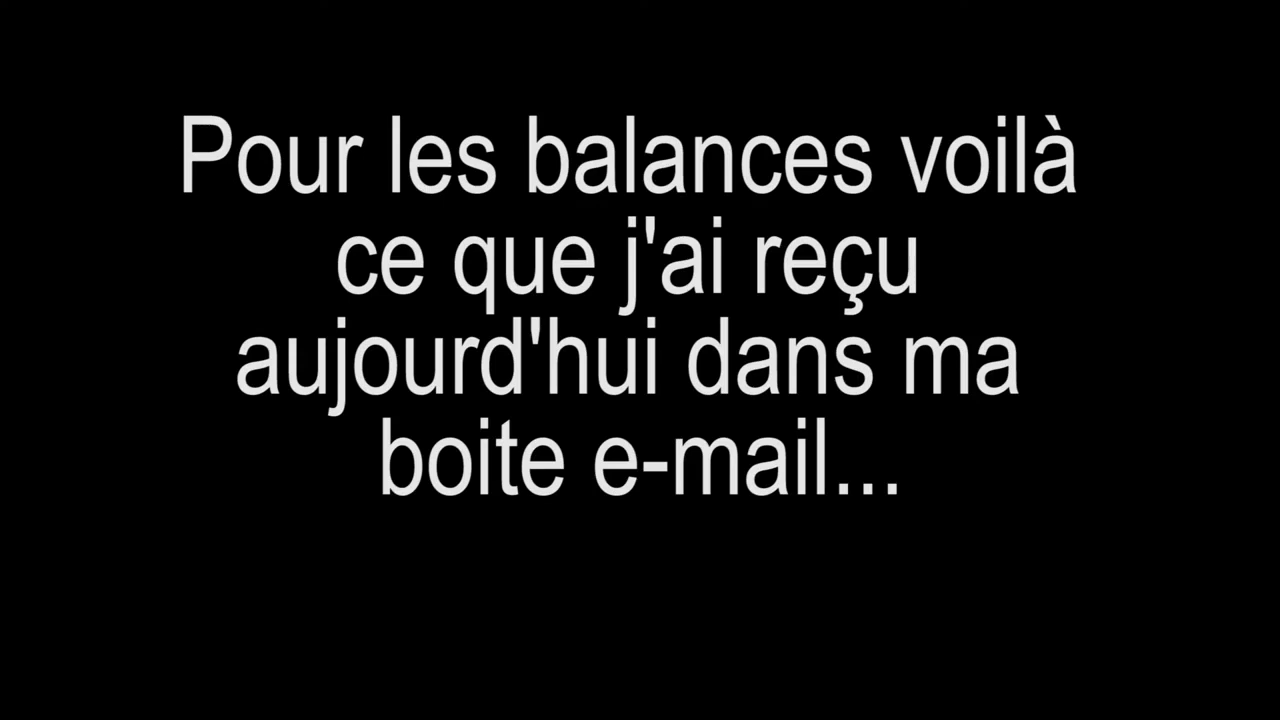 Pour les balances voilà
ce que j'ai reçu
aujourd'hui dans ma
boite e-mail...